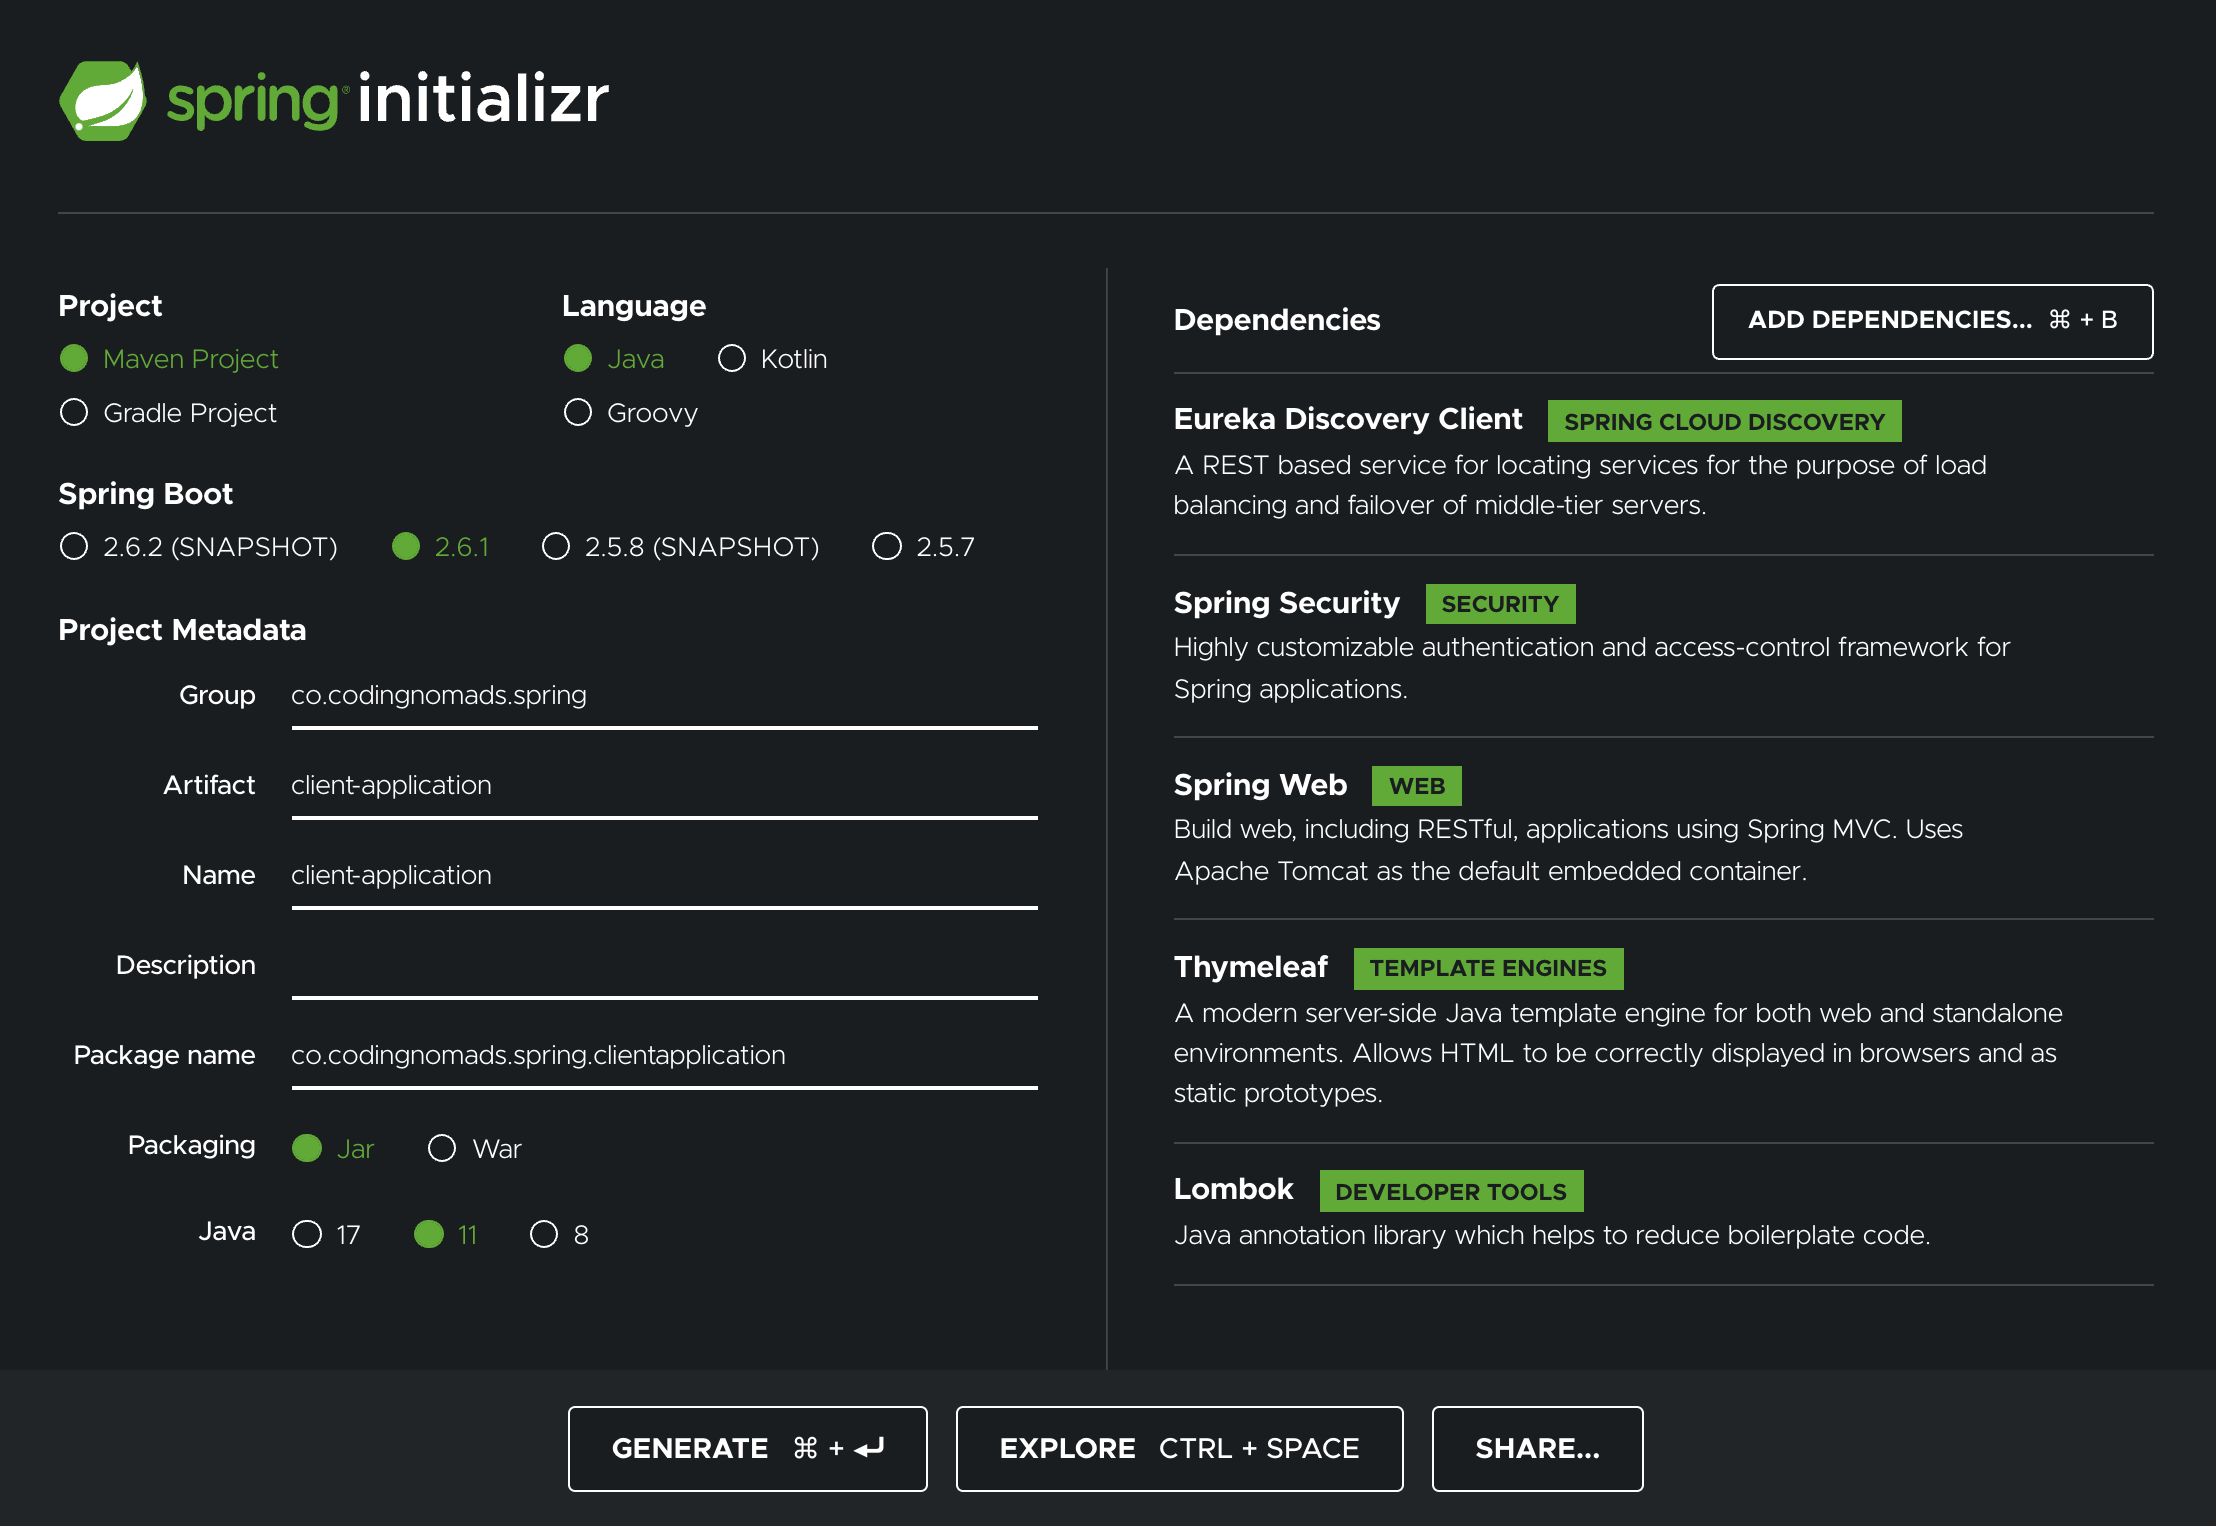 spring initializr
Project
Maven Project
Gradle Project
Language
Java Kotlin
Groovy
Spring Boot
2.6.2 (SNAPSHOT) 2.6.1 2.5.8 (SNAPSHOT) 2.5.7
Project Metadata
Group co.codingnomads.spring
Artifact client-application
Name client-application
Description
Package name co.codingnomads.spring.clientapplication
Packaging Jar War
Java 17 11 8
Dependencies ADD DEPENDENCIES... ⌘ + B
Eureka Discovery Client SPRING CLOUD DISCOVERY
A REST based service for locating services for the purpose of load
balancing and failover of middle-tier servers.
Spring Security SECURITY
Highly customizable authentication and access-control framework for
Spring applications.
Spring Web WEB
Build web, including RESTful, applications using Spring MVC. Uses
Apache Tomcat as the default embedded container.
Thymeleaf TEMPLATE ENGINES
A modern server-side Java template engine for both web and standalone
environments. Allows HTML to be correctly displayed in browsers and as
static prototypes.
Lombok DEVELOPER TOOLS
Java annotation library which helps to reduce boilerplate code.
GENERATE ⌘ + ↵ EXPLORE CTRL + SPACE SHARE...